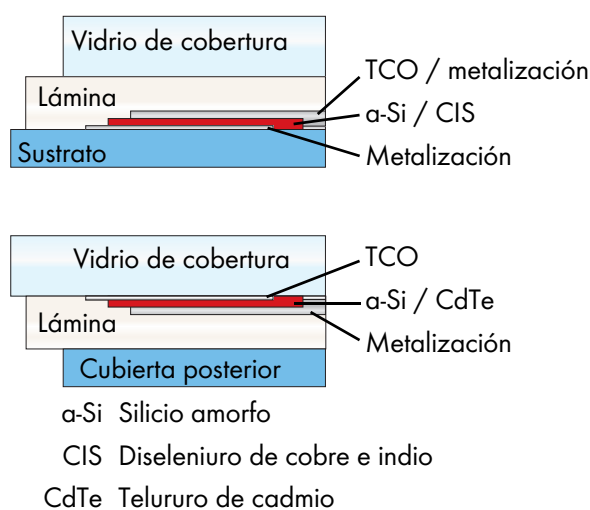 Vidrio de cobertura
TCO / metalización
Lámina
a-Si / CIS
Sustrato
Metalización
Vidrio de cobertura
TCO
a-Si / CdTe
Lámina
Metalización
Cubierta posterior
a-Si Silicio amorfo
CIS Diseleniuro de cobre e indio
CdTe Telururo de cadmio